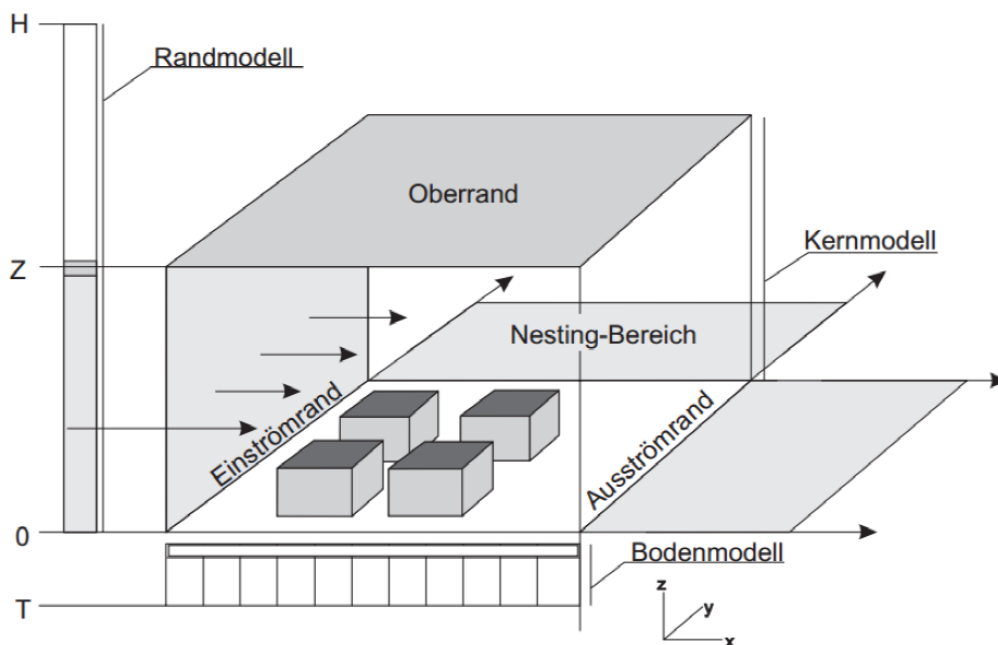 H
Randmodell
Oberrand
Kernmodell
Z
Nesting-Bereich
Einströmrand
Ausströmrand
0
Bodenmodell
T
z
y
x